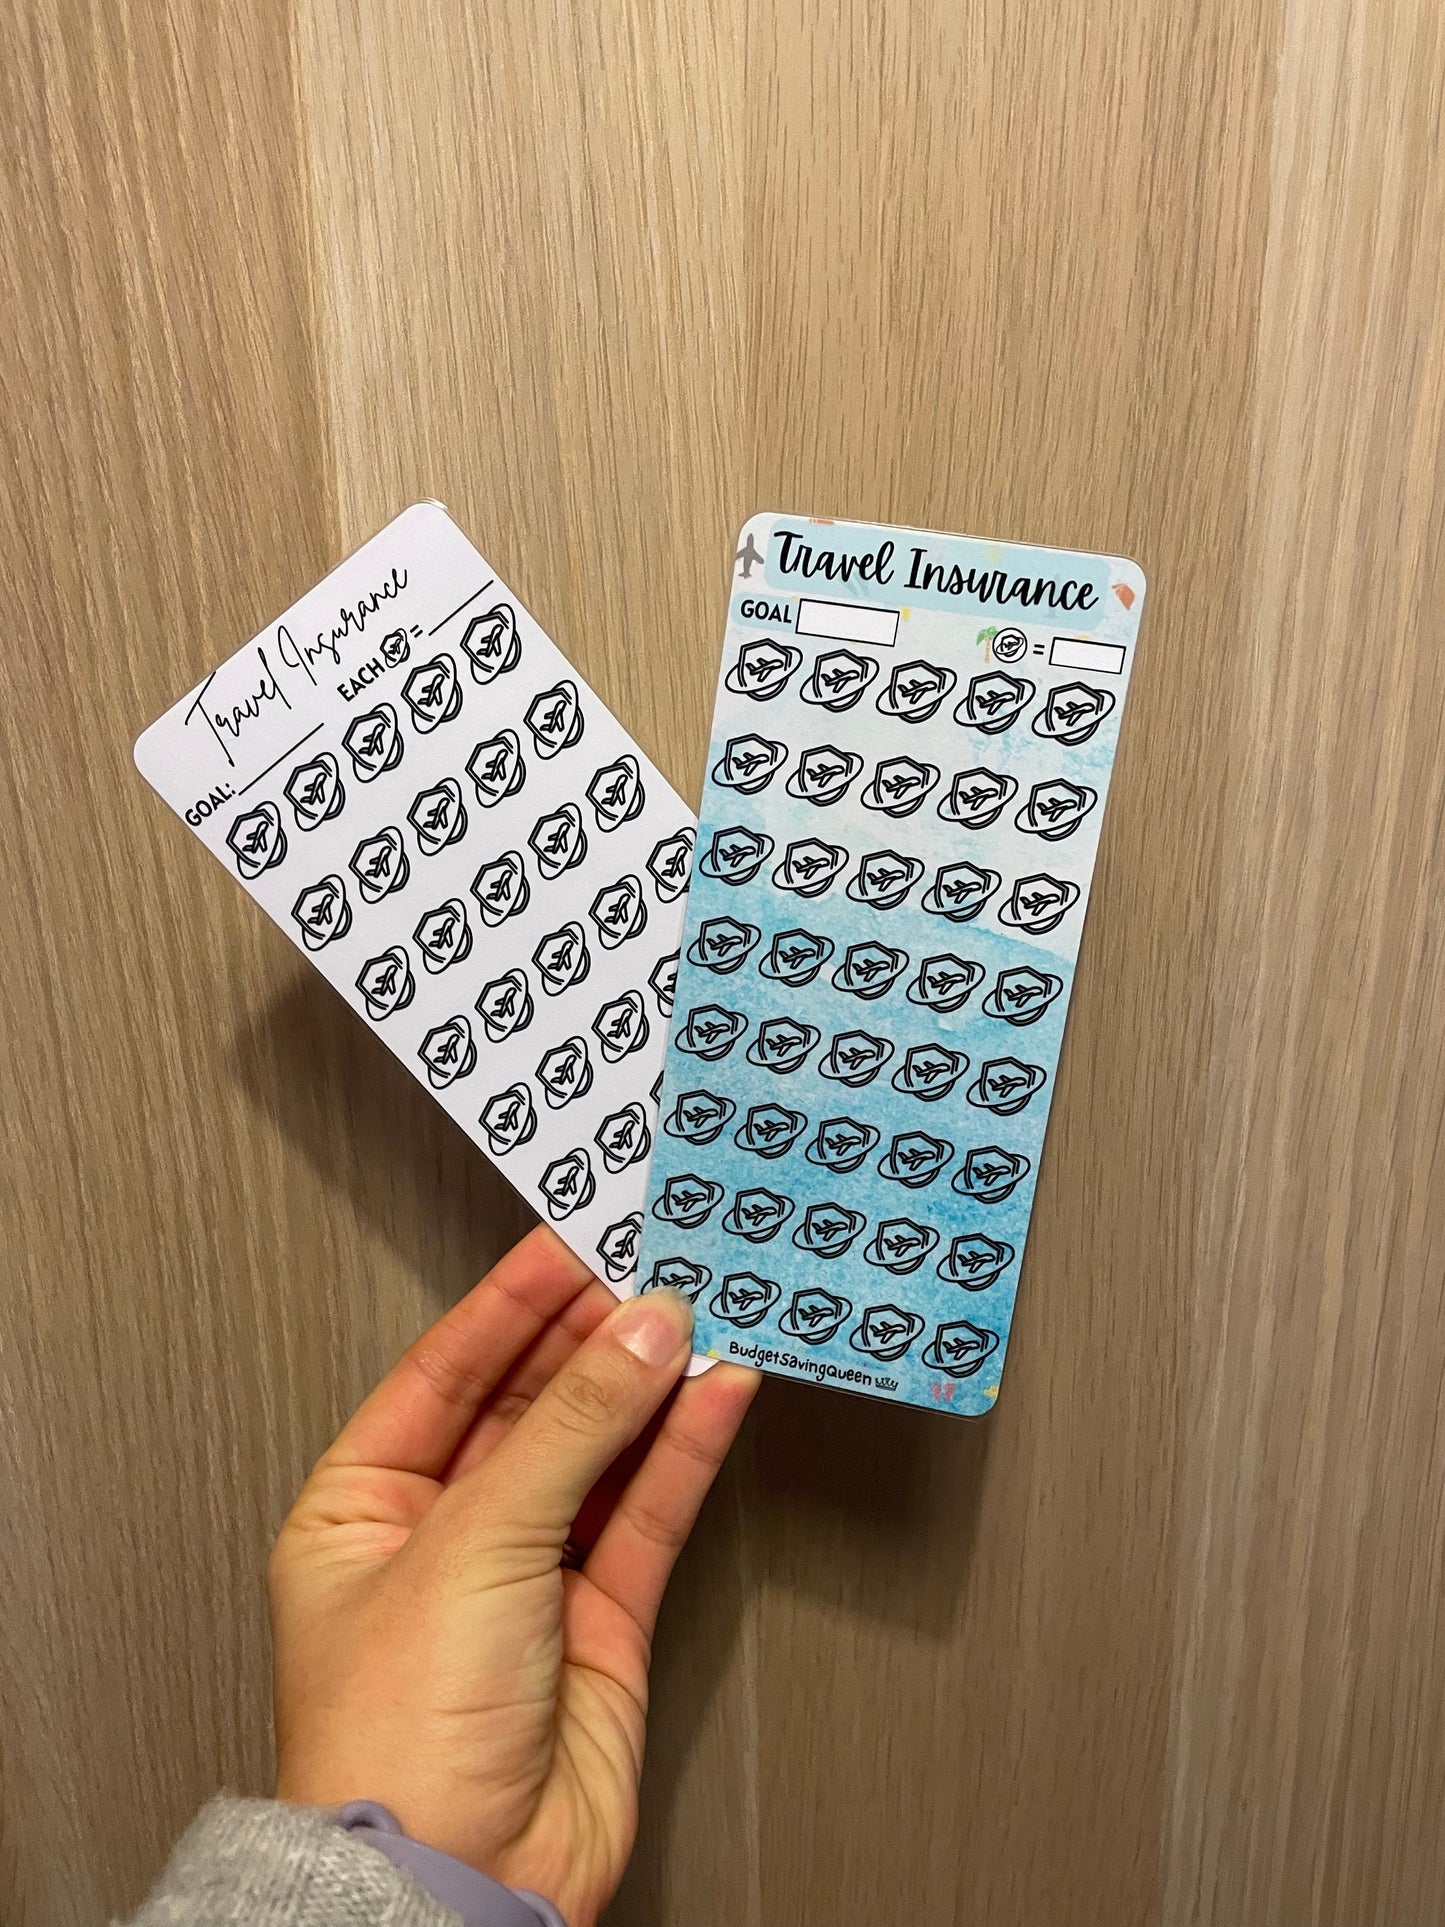 Travel Insurance
GOAL:
EACH =
Travel Insurance
GOAL
=
BudgetSavingQueen